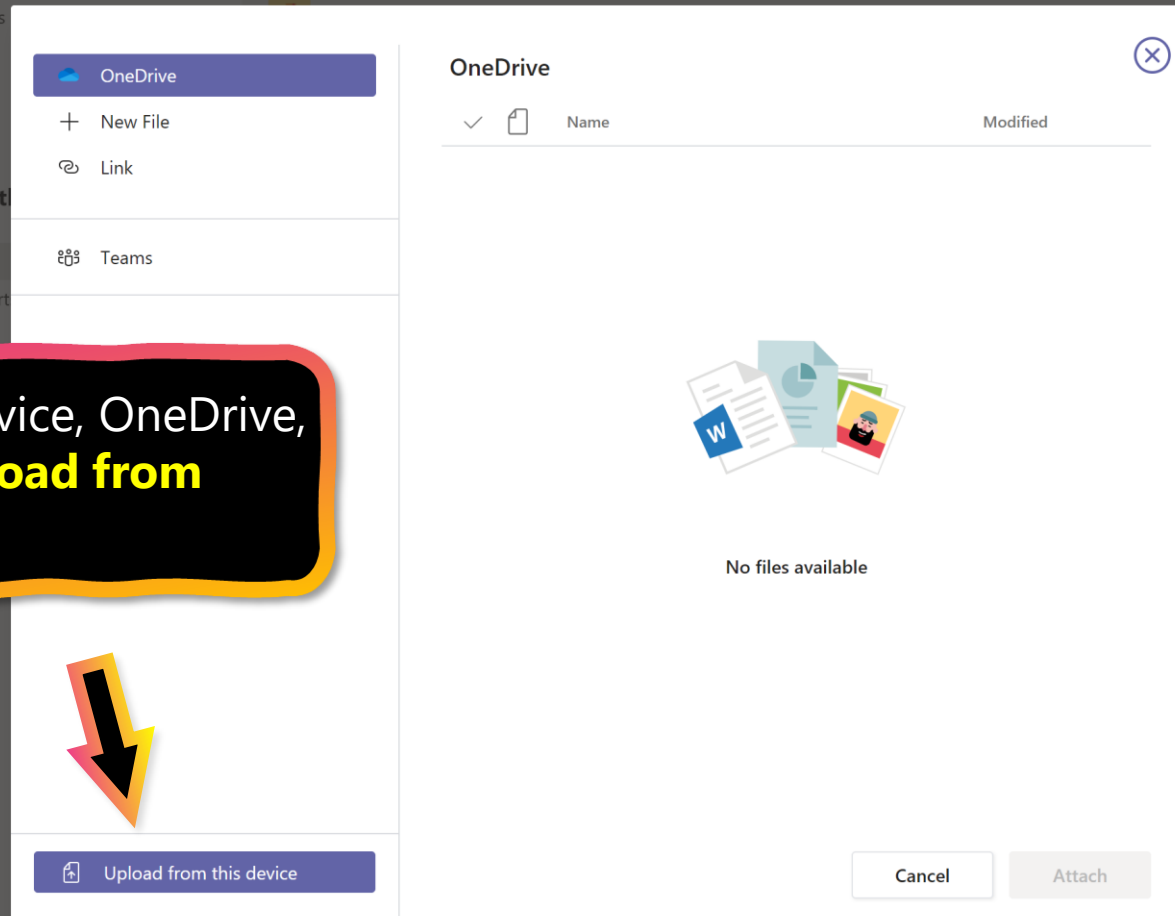 OneDrive
New File
Link
Teams
vice, OneDrive,
oad from
Upload from this device
OneDrive
Name Modified
W
No files available
Cancel Attach